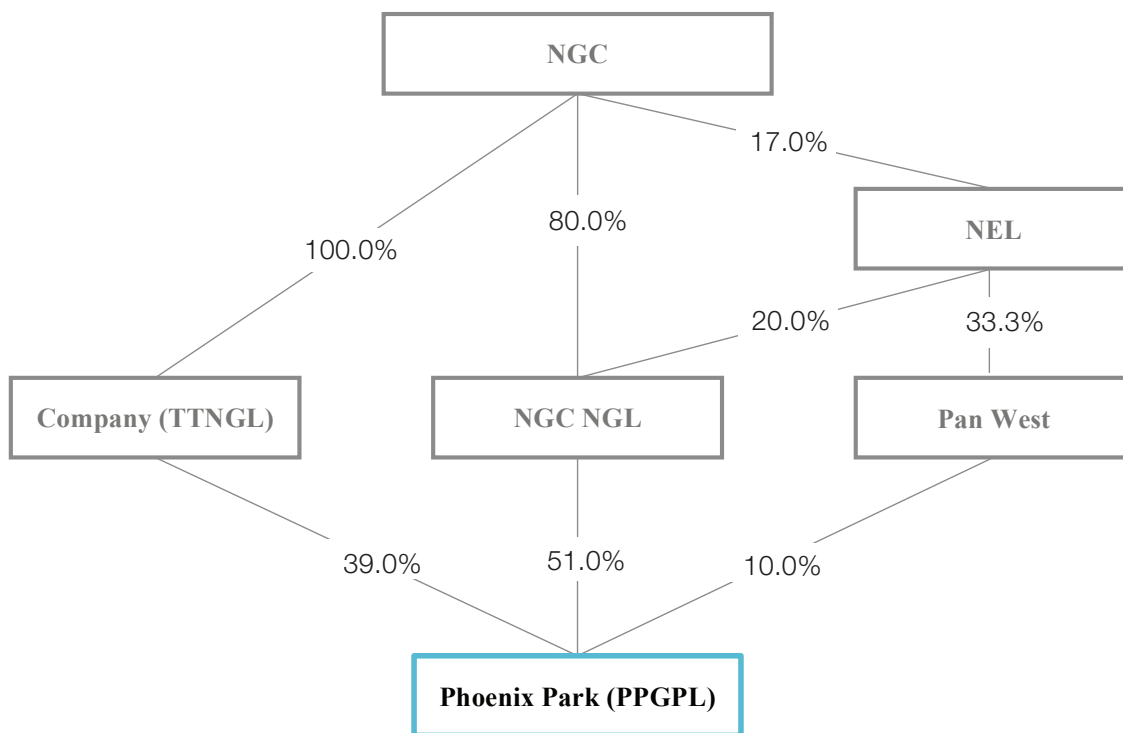 NGC
17.0%
80.0%
NEL
100.0%
20.0%
33.3%
Company (TTNGL)
NGC NGL
Pan West
39.0%
51.0%
10.0%
Phoenix Park (PPGPL)